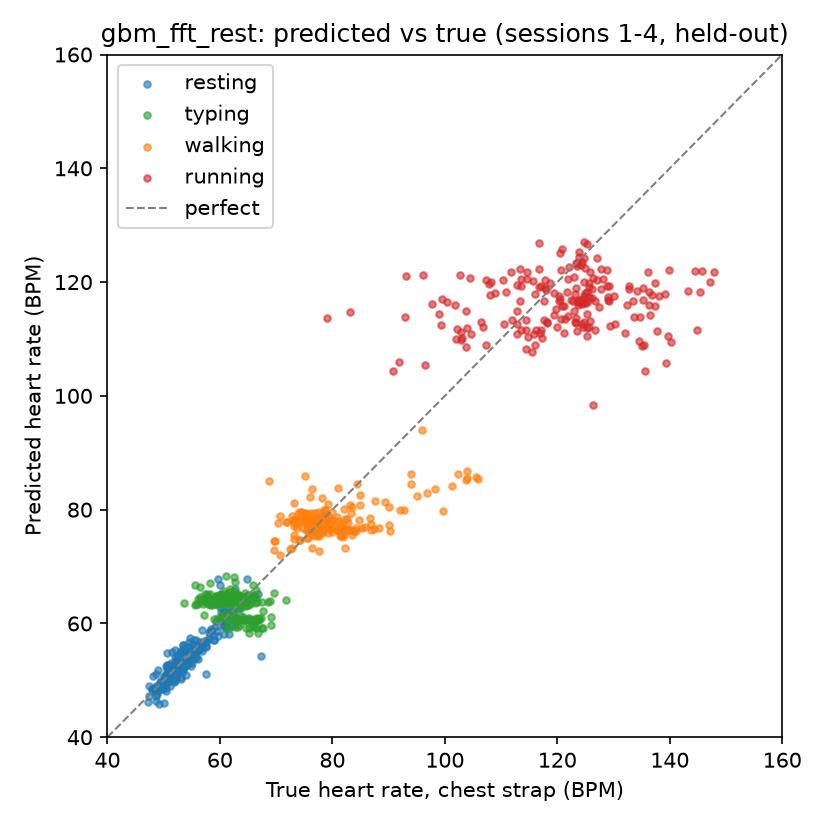 gbm_fft_rest: predicted vs true (sessions 1-4, held-out)
resting
typing
walking
running
perfect
Predicted heart rate (BPM)
160
140
120
100
80
60
40
40 60 80 100 120 140 160
True heart rate, chest strap (BPM)